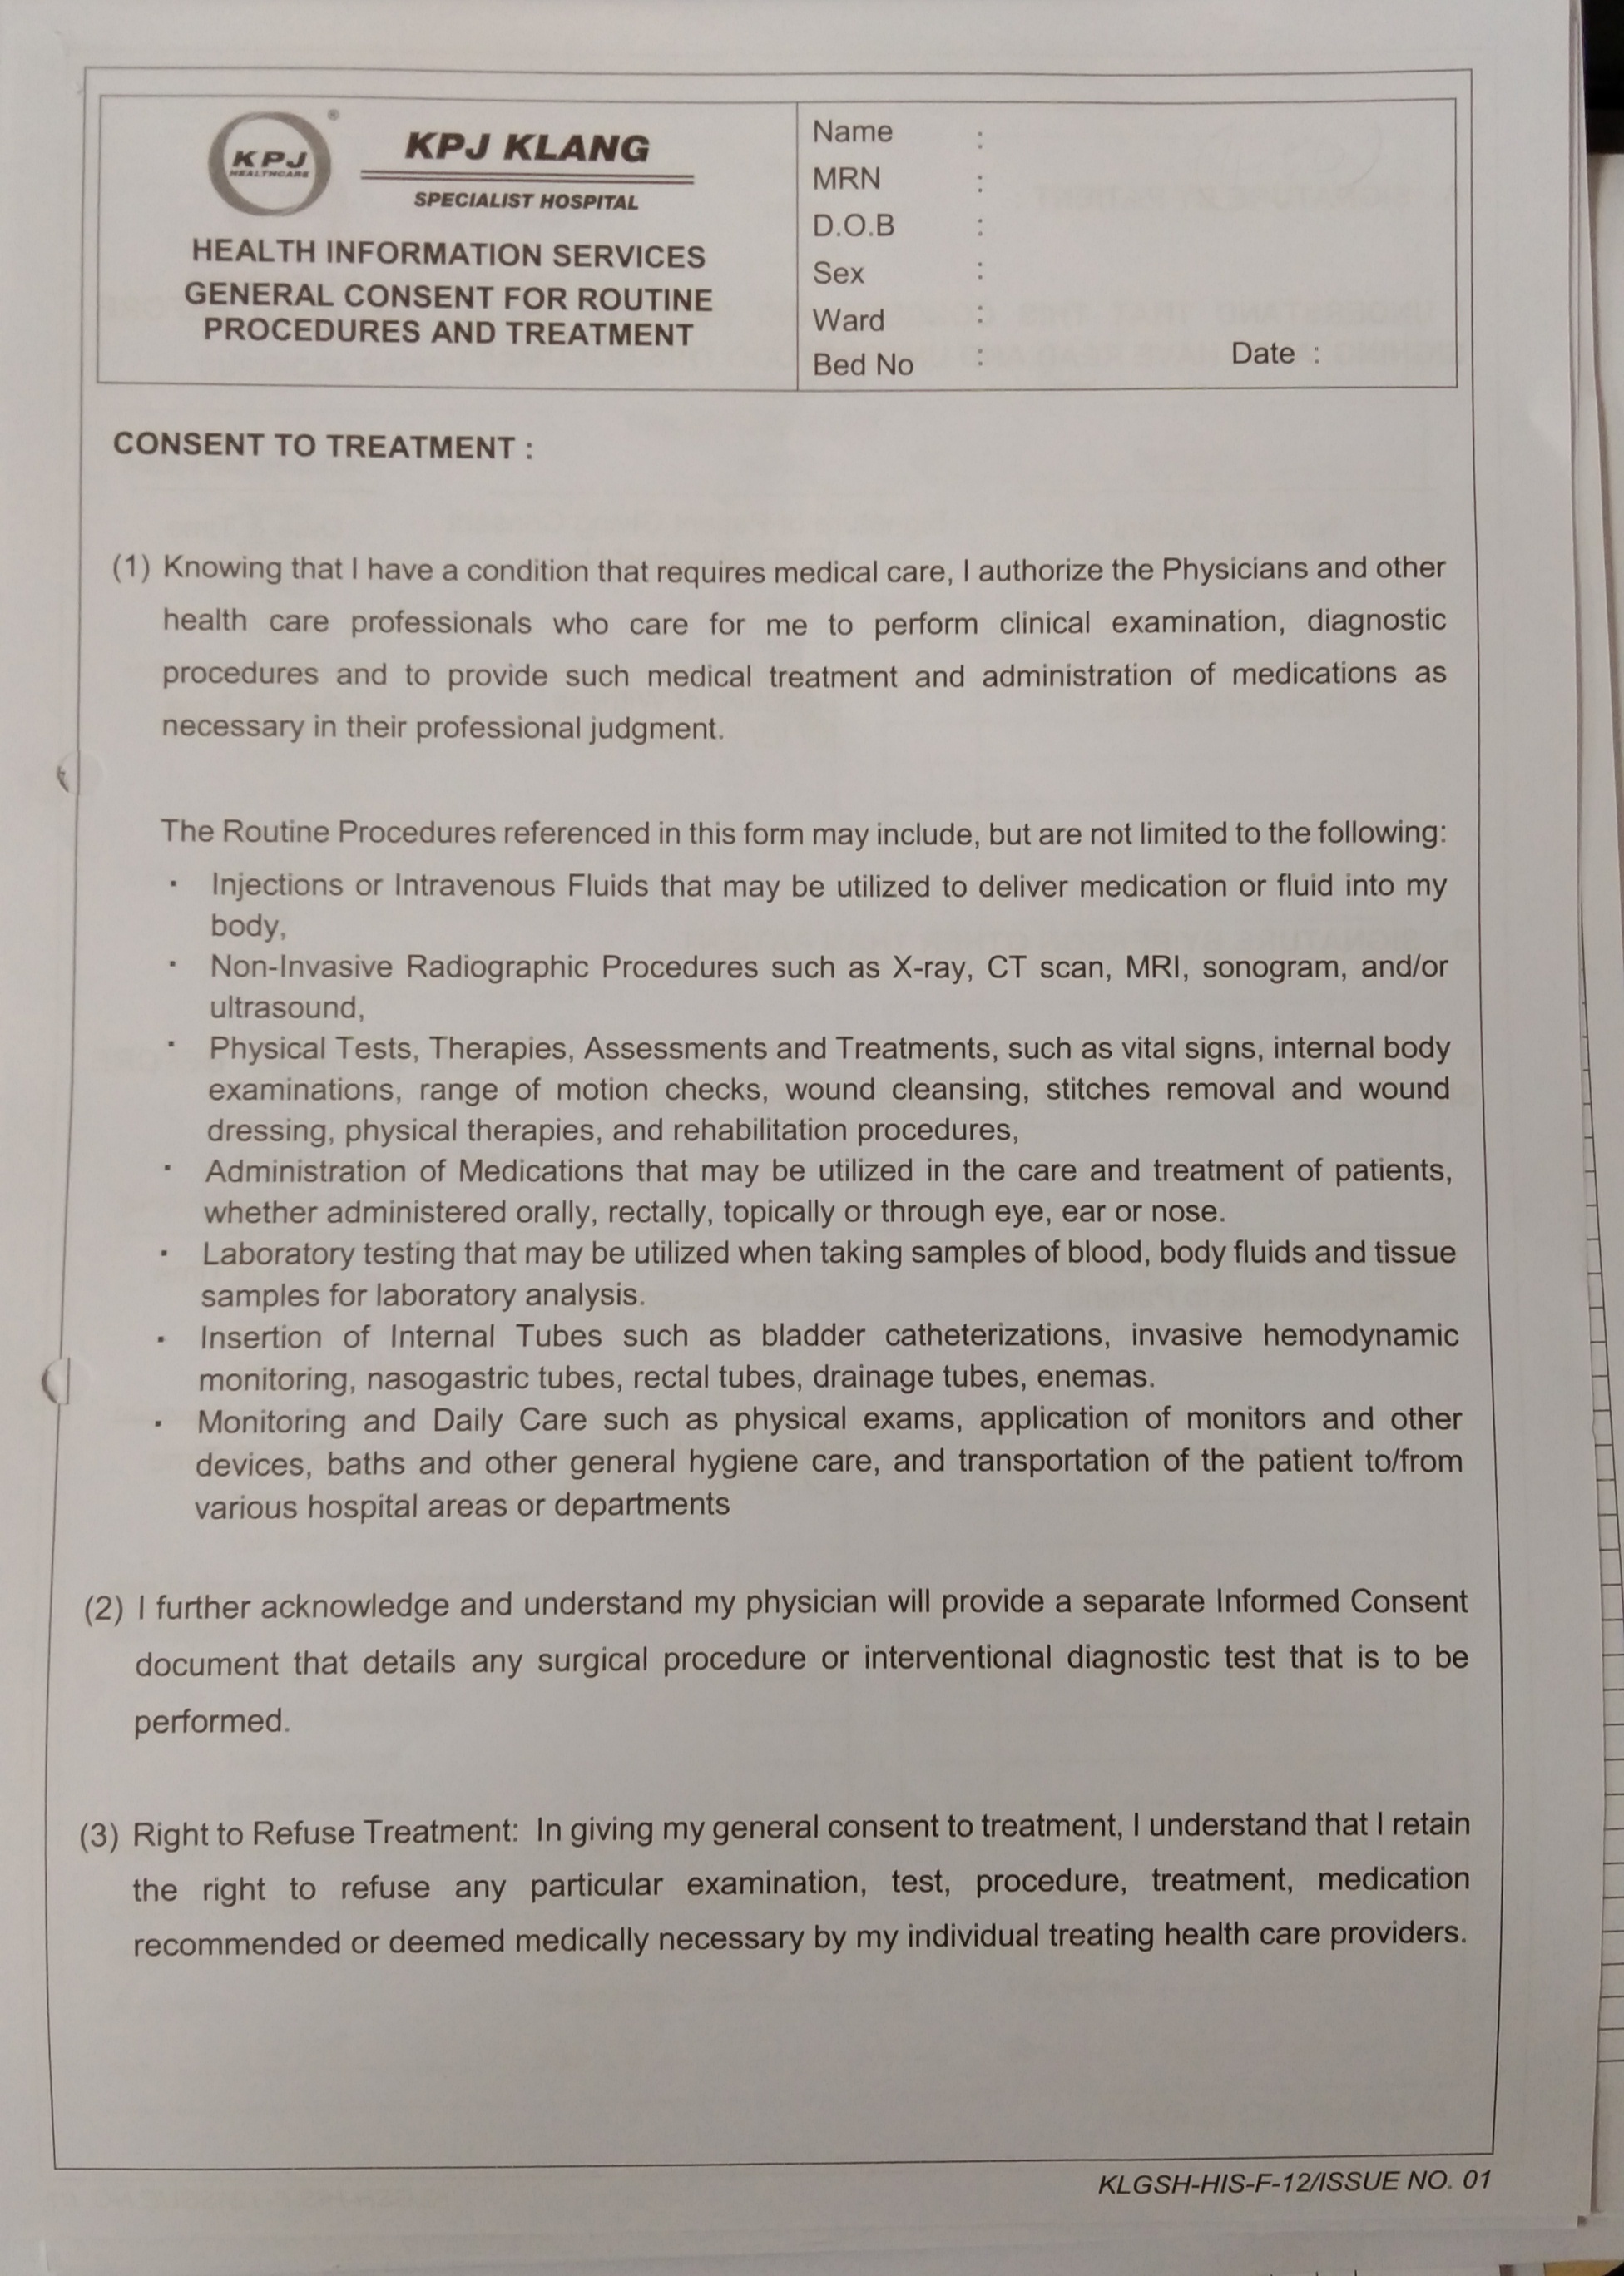 KPJ
HEALTHCARE
®
KPJ KLANG
SPECIALIST HOSPITAL
HEALTH INFORMATION SERVICES
GENERAL CONSENT FOR ROUTINE
PROCEDURES AND TREATMENT
Name :
MRN :
D.O.B :
Sex :
Ward :
Bed No : Date :
CONSENT TO TREATMENT :
(1) Knowing that I have a condition that requires medical care, I authorize the Physicians and other
health care professionals who care for me to perform clinical examination, diagnostic
procedures and to provide such medical treatment and administration of medications as
necessary in their professional judgment.
The Routine Procedures referenced in this form may include, but are not limited to the following:
· Injections or Intravenous Fluids that may be utilized to deliver medication or fluid into my
body,
· Non-Invasive Radiographic Procedures such as X-ray, CT scan, MRI, sonogram, and/or
ultrasound,
· Physical Tests, Therapies, Assessments and Treatments, such as vital signs, internal body
examinations, range of motion checks, wound cleansing, stitches removal and wound
dressing, physical therapies, and rehabilitation procedures,
· Administration of Medications that may be utilized in the care and treatment of patients,
whether administered orally, rectally, topically or through eye, ear or nose.
· Laboratory testing that may be utilized when taking samples of blood, body fluids and tissue
samples for laboratory analysis.
· Insertion of Internal Tubes such as bladder catheterizations, invasive hemodynamic
monitoring, nasogastric tubes, rectal tubes, drainage tubes, enemas.
· Monitoring and Daily Care such as physical exams, application of monitors and other
devices, baths and other general hygiene care, and transportation of the patient to/from
various hospital areas or departments
(2) I further acknowledge and understand my physician will provide a separate Informed Consent
document that details any surgical procedure or interventional diagnostic test that is to be
performed.
(3) Right to Refuse Treatment: In giving my general consent to treatment, I understand that I retain
the right to refuse any particular examination, test, procedure, treatment, medication
recommended or deemed medically necessary by my individual treating health care providers.
KLGSH-HIS-F-12/ISSUE NO. 01